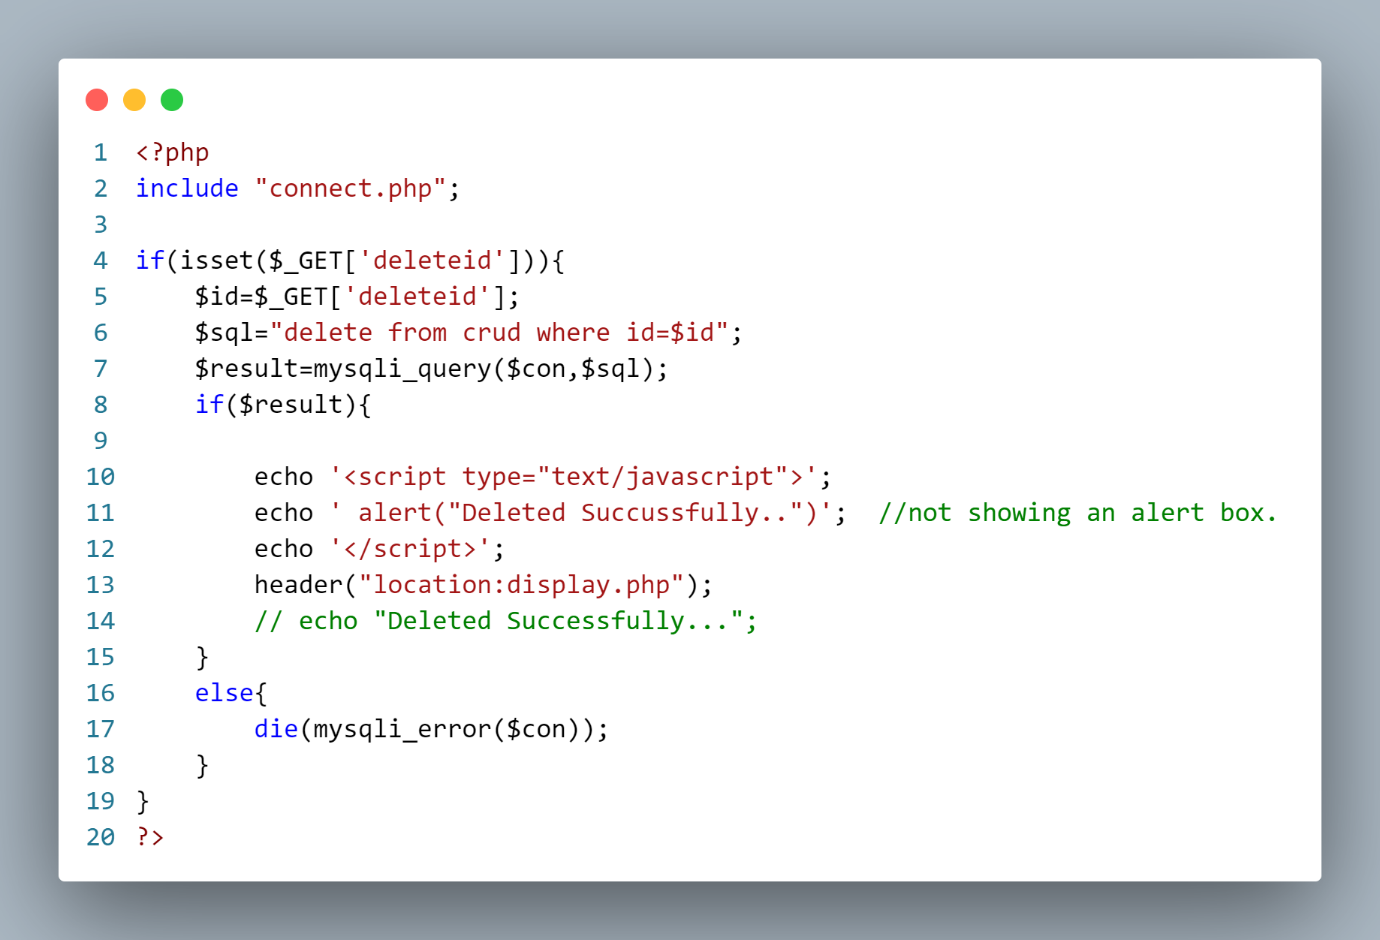 1 <?php
2 include "connect.php";
3
4 if(isset($_GET['deleteid'])){
5     $id=$_GET['deleteid'];
6     $sql="delete from crud where id=$id";
7     $result=mysqli_query($con,$sql);
8     if($result){
9
10         echo '<script type="text/javascript">';
11         echo ' alert("Deleted Succussfully..")';  //not showing an alert box.
12         echo '</script>';
13         header("location:display.php");
14         // echo "Deleted Successfully...";
15     }
16     else{
17         die(mysqli_error($con));
18     }
19 }
20 ?>